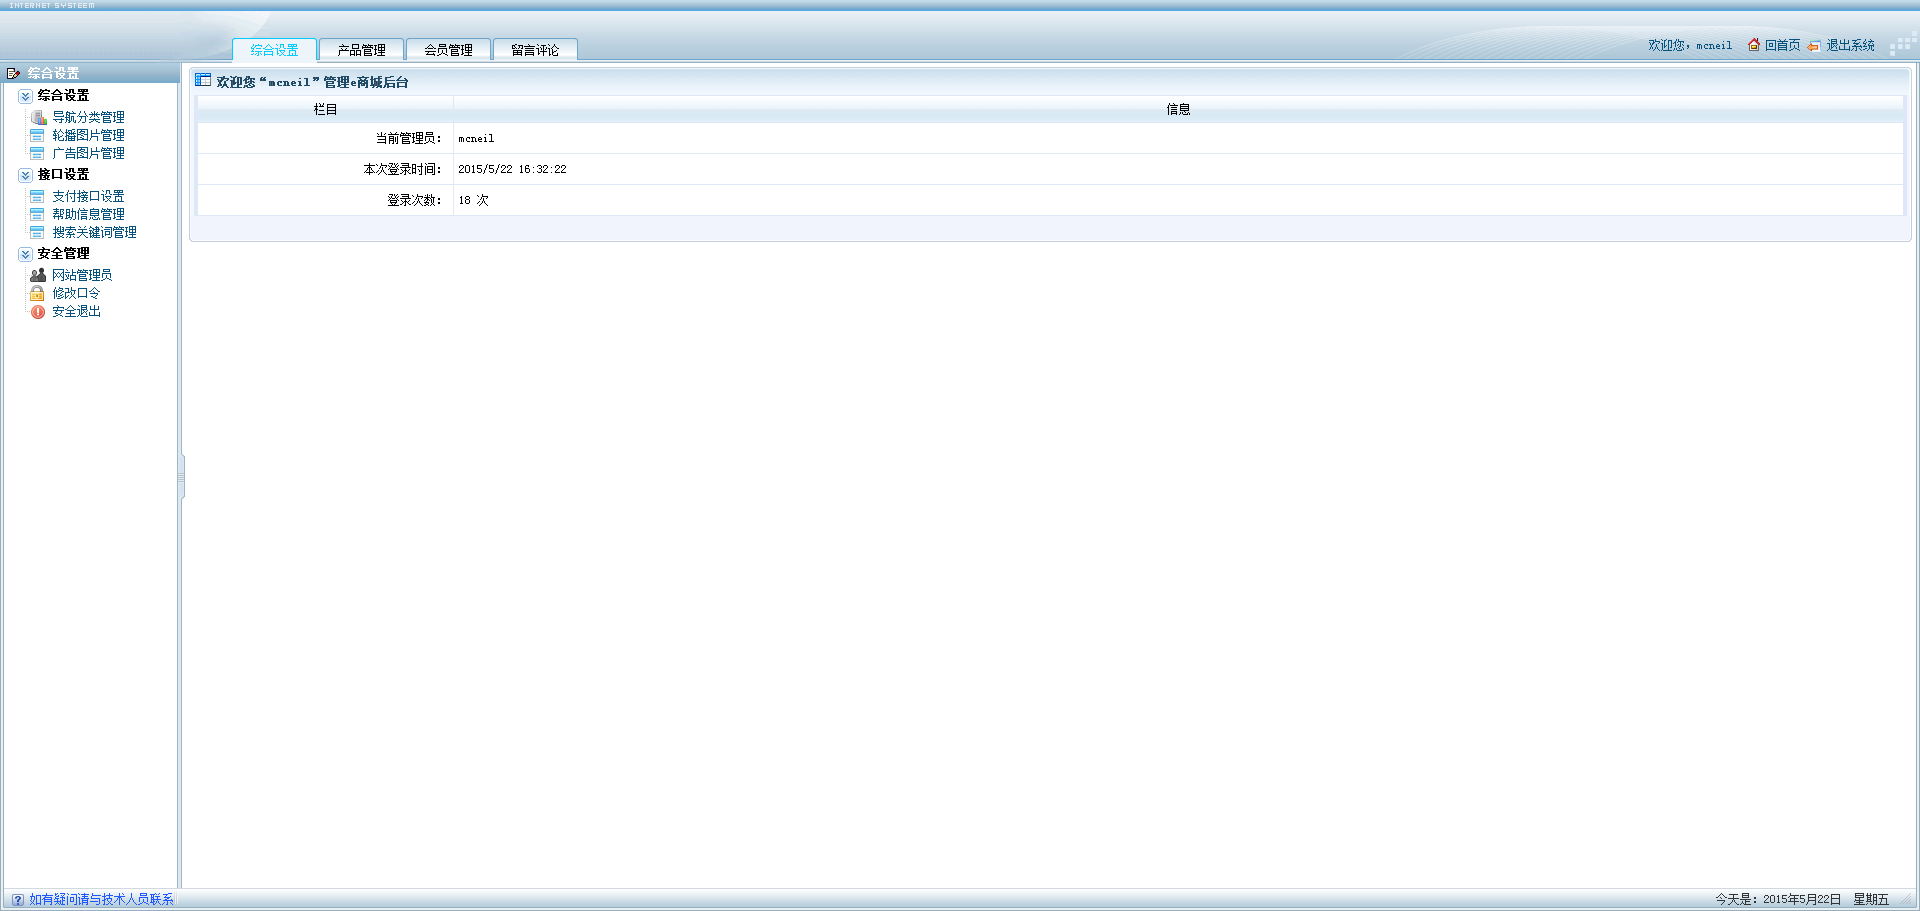 INTERNET SYSTEEM
综合设置 产品管理 会员管理 留言评论
欢迎您，mcneil 回首页 退出系统
综合设置
综合设置
导航分类管理
轮播图片管理
广告图片管理
接口设置
支付接口设置
帮助信息管理
搜索关键词管理
安全管理
网站管理员
修改口令
安全退出
欢迎您“mcneil”管理e商城后台
栏目 信息
当前管理员： mcneil
本次登录时间： 2015/5/22 16:32:22
登录次数： 18 次
如有疑问请与技术人员联系
今天是：2015年5月22日 星期五